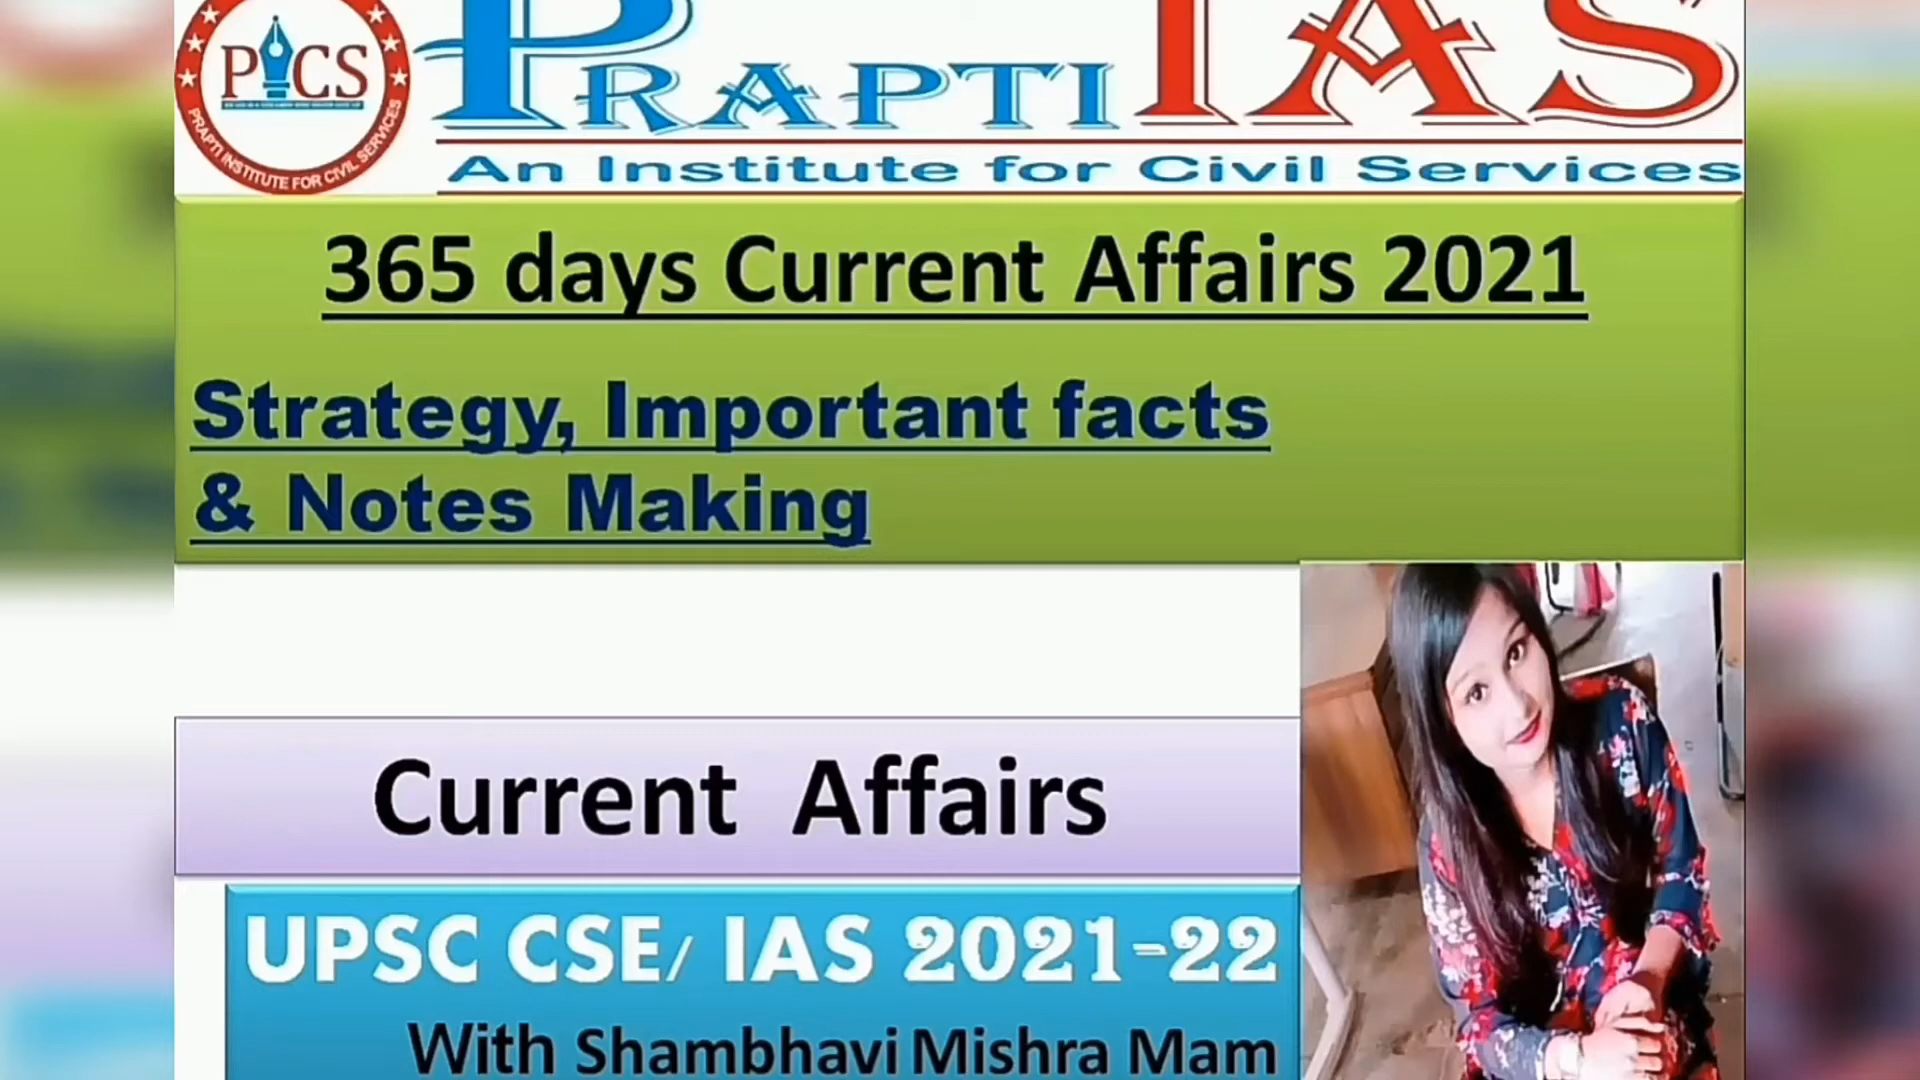 PICS
PRAPTI INSTITUTE FOR CIVIL SERVICES
PRAPTI IAS
An Institute for Civil Services
365 days Current Affairs 2021
Strategy, Important facts
& Notes Making
Current Affairs
UPSC CSE/ IAS 2021-22
With Shambhavi Mishra Mam